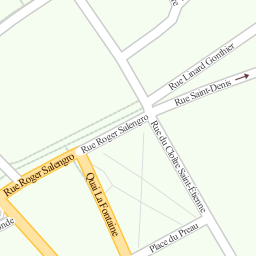 Rue Linard Gonthier
Rue Saint-Denis
Rue Roger Salengro
Rue du Cloître Saint-Étienne
Rue Roger Salengro
Quai La Fontaine
Place du Preau